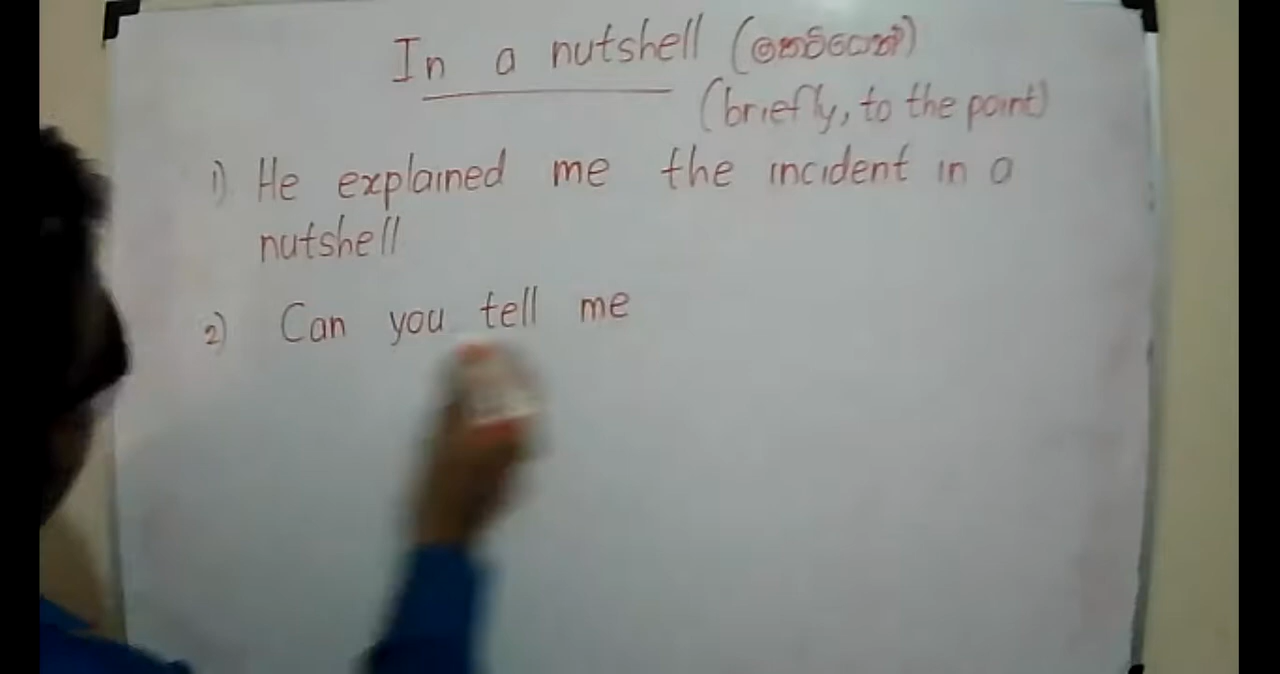 In a nutshell (කෙටියෙන්)
(briefly, to the point)
1) He explained me the incident in a
nutshell
2) Can you tell me